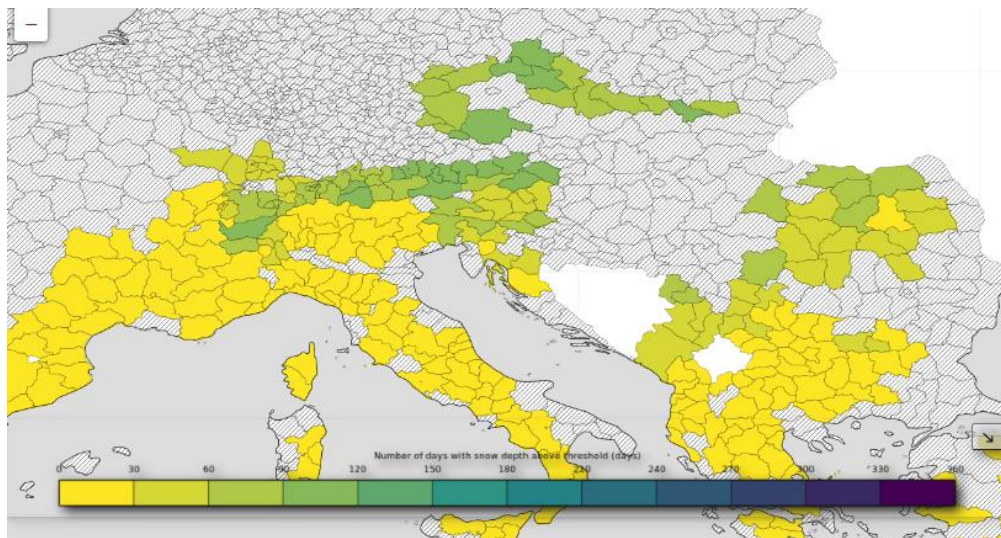 −
Number of days with snow depth above threshold (days)
0 30 60 90 120 150 180 210 240 270 300 330 360
↘